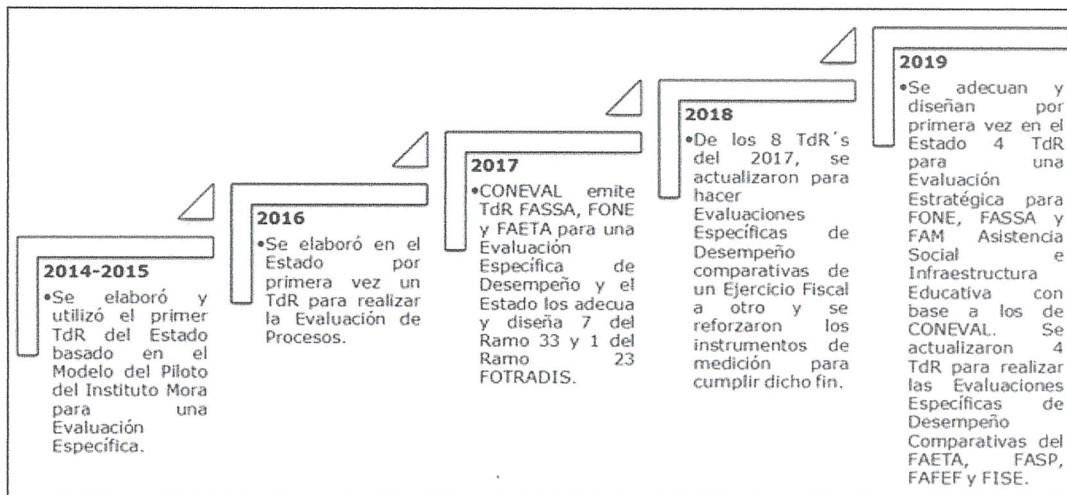 2014-2015
•Se elaboró y
utilizó el primer
TdR del Estado
basado en el
Modelo del Piloto
del Instituto Mora
para una
Evaluación
Específica.
2016
•Se elaboró en el
Estado por
primera vez un
TdR para realizar
la Evaluación de
Procesos.
2017
•CONEVAL emite
TdR FASSA, FONE
y FAETA para una
Evaluación
Específica de
Desempeño y el
Estado los adecua
y diseña 7 del
Ramo 33 y 1 del
Ramo 23
FOTRADIS.
2018
•De los 8 TdR´s
del 2017, se
actualizaron para
hacer
Evaluaciones
Específicas de
Desempeño
comparativas de
un Ejercicio Fiscal
a otro y se
reforzaron los
instrumentos de
medición para
cumplir dicho fin.
2019
•Se adecuan y
diseñan por
primera vez en el
Estado 4 TdR
para una
Evaluación
Estratégica para
FONE, FASSA y
FAM Asistencia
Social e
Infraestructura
Educativa con
base a los de
CONEVAL. Se
actualizaron 4
TdR para realizar
las Evaluaciones
Específicas de
Desempeño
Comparativas del
FAETA, FASP,
FAFEF y FISE.